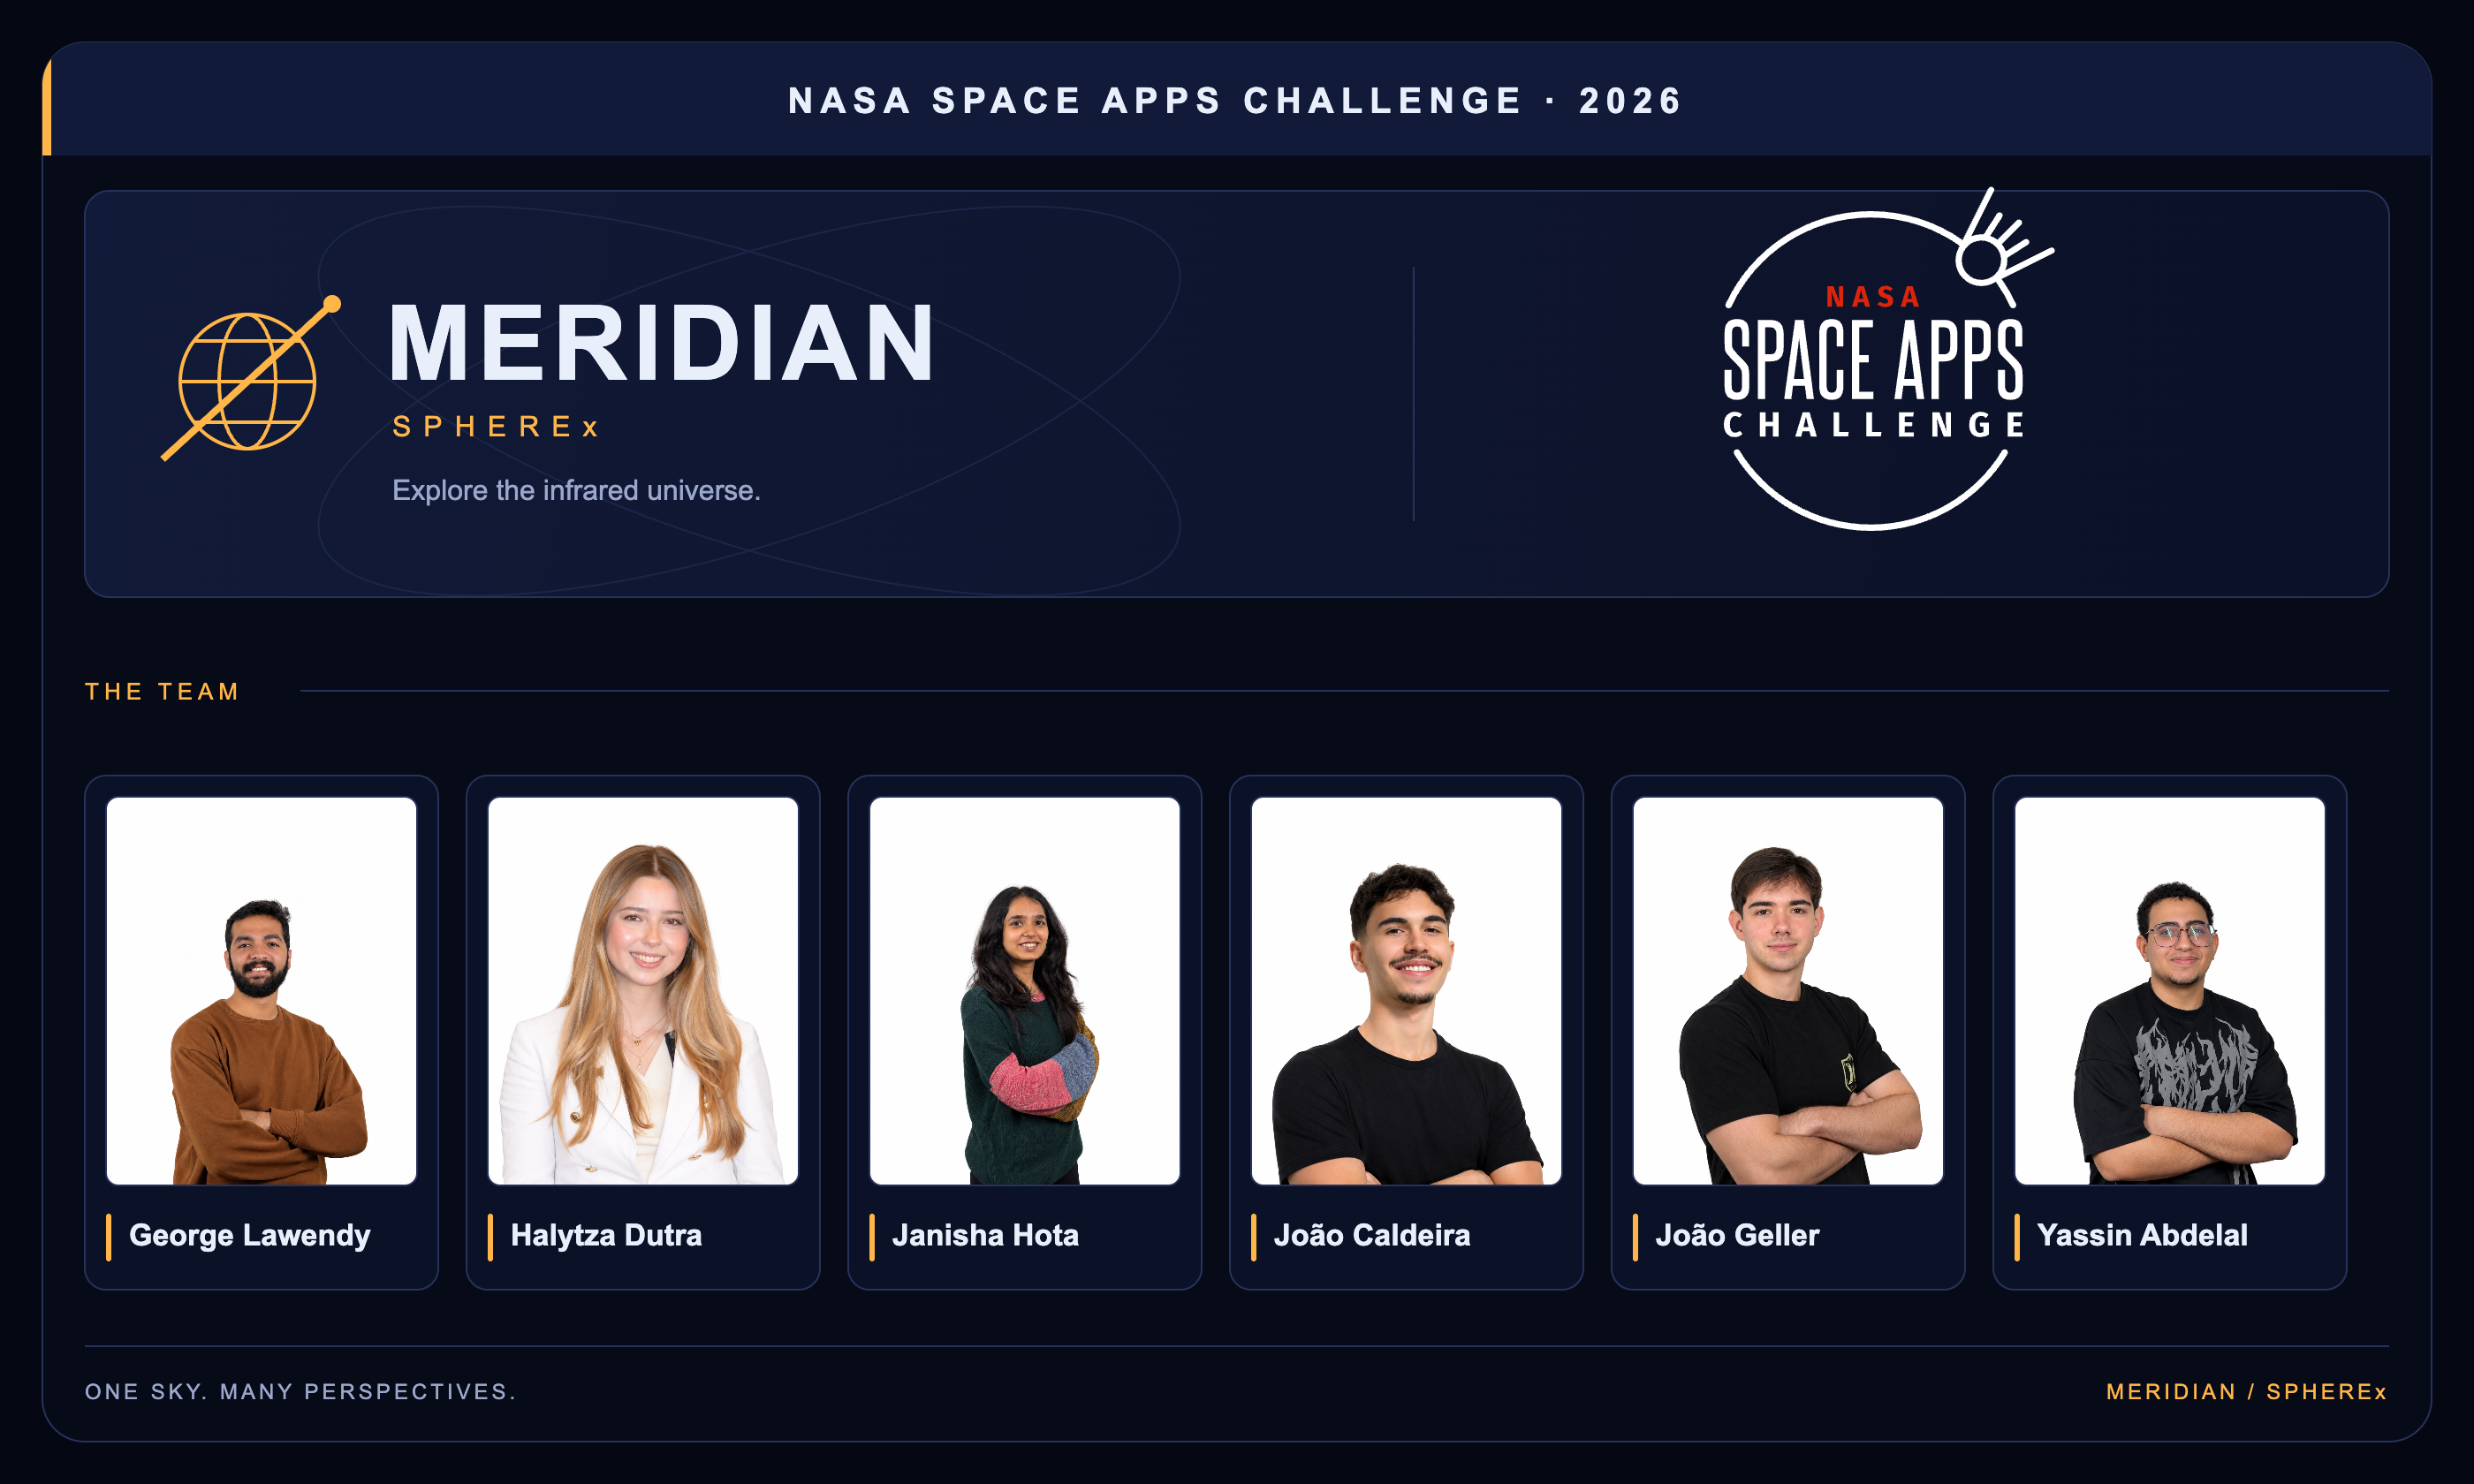 NASA SPACE APPS CHALLENGE · 2026
MERIDIAN
SPHEREx
Explore the infrared universe.
NASA
SPACE APPS
CHALLENGE
THE TEAM
George Lawendy
Halytza Dutra
Janisha Hota
João Caldeira
João Geller
Yassin Abdelal
ONE SKY. MANY PERSPECTIVES.
MERIDIAN / SPHEREx